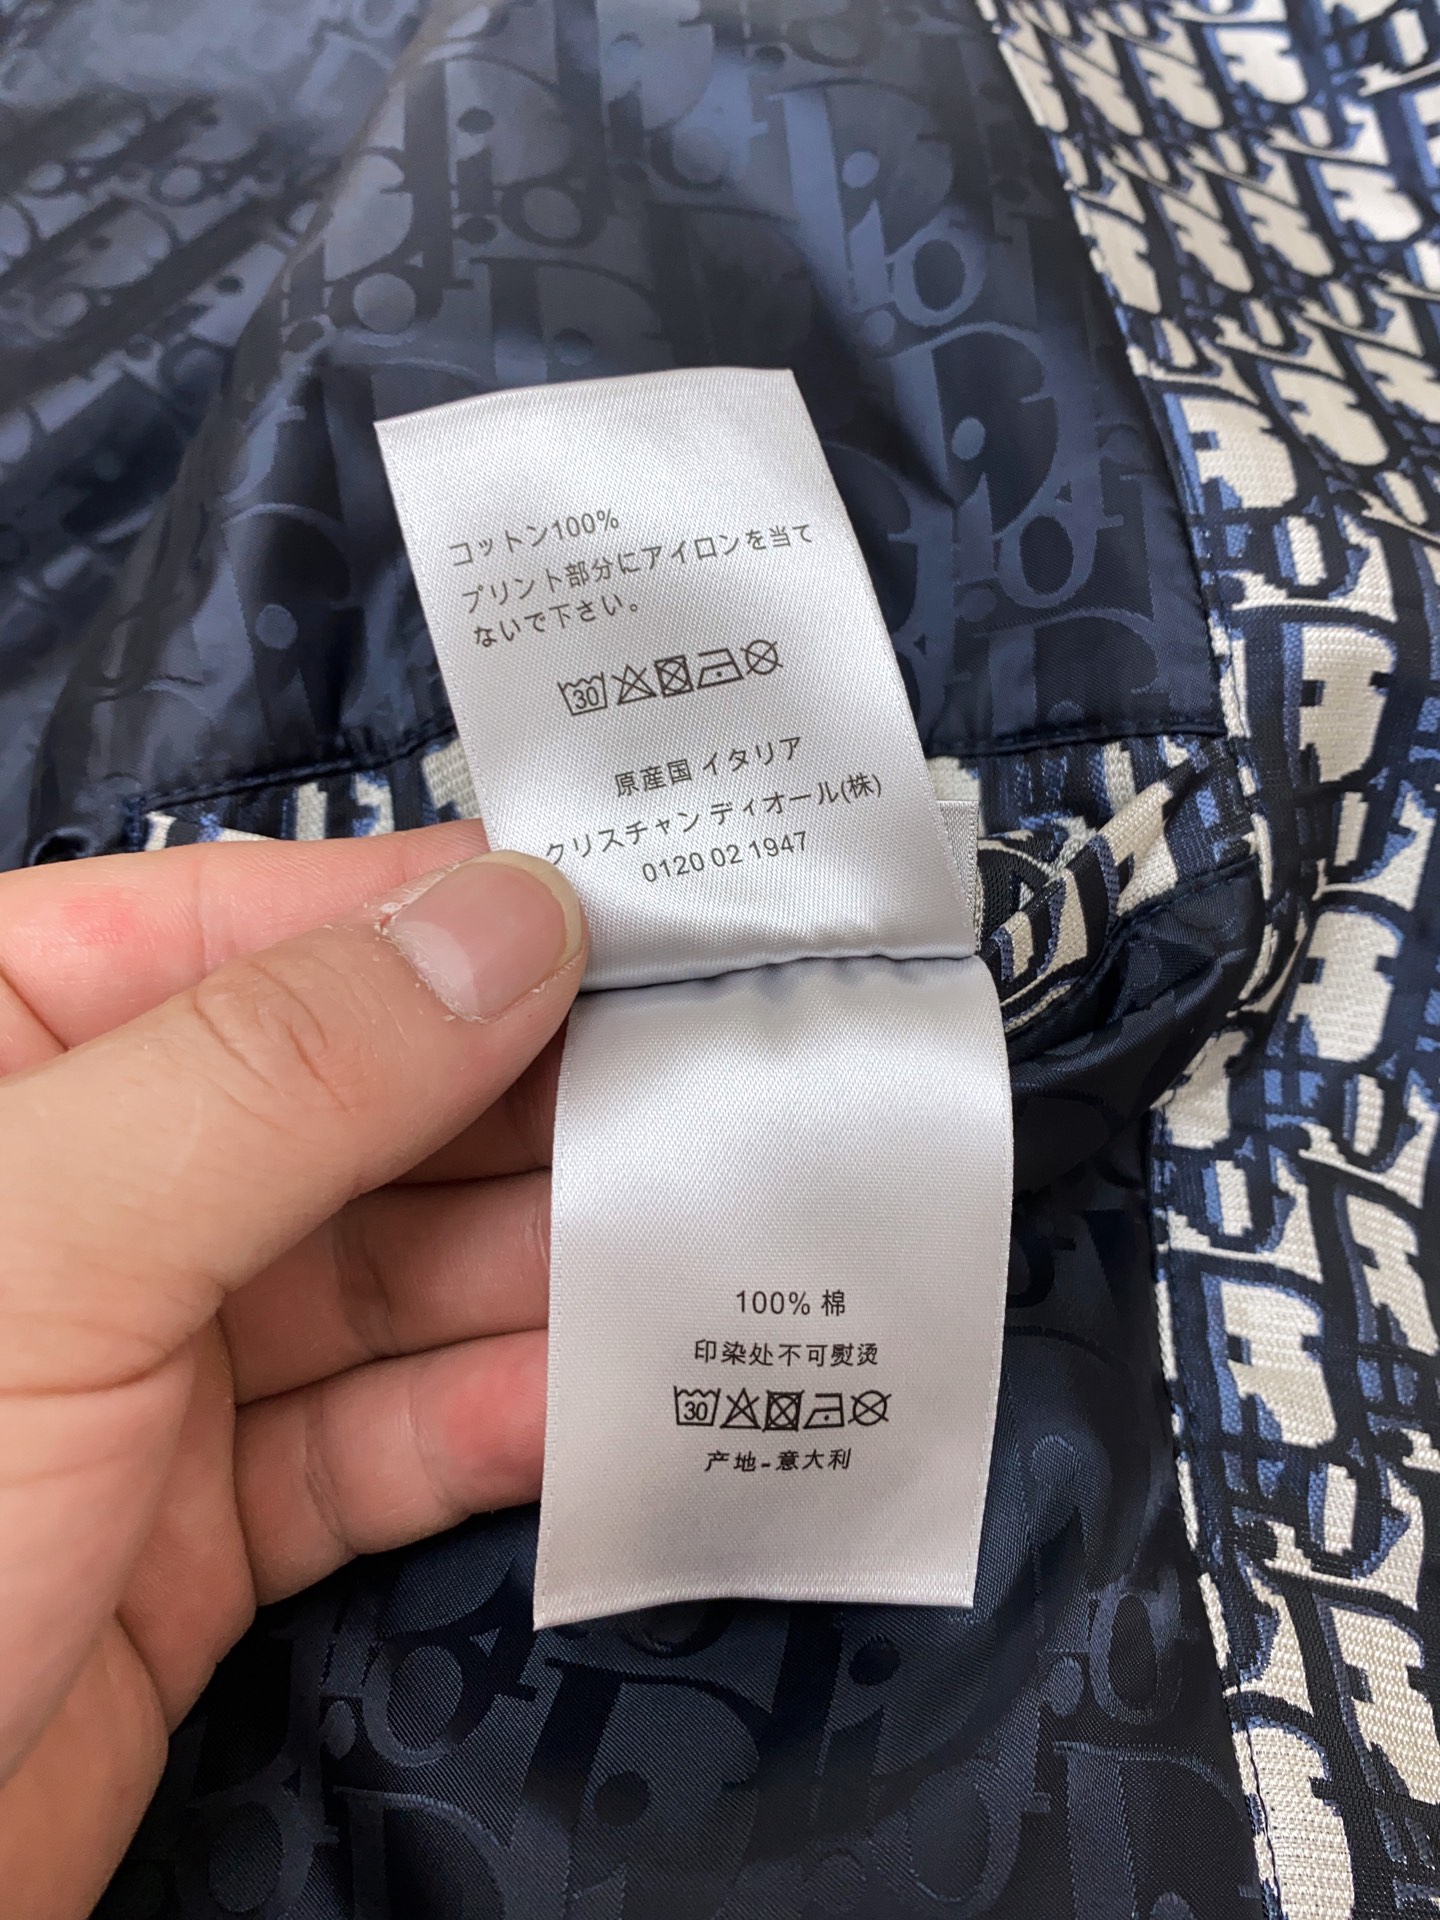 コットン100%
プリント部分にアイロンを当て
ないで下さい。
30
原産国 イタリア
クリスチャン ディオール(株)
0120 02 1947
100% 棉
印染处不可熨烫
30
产地-意大利